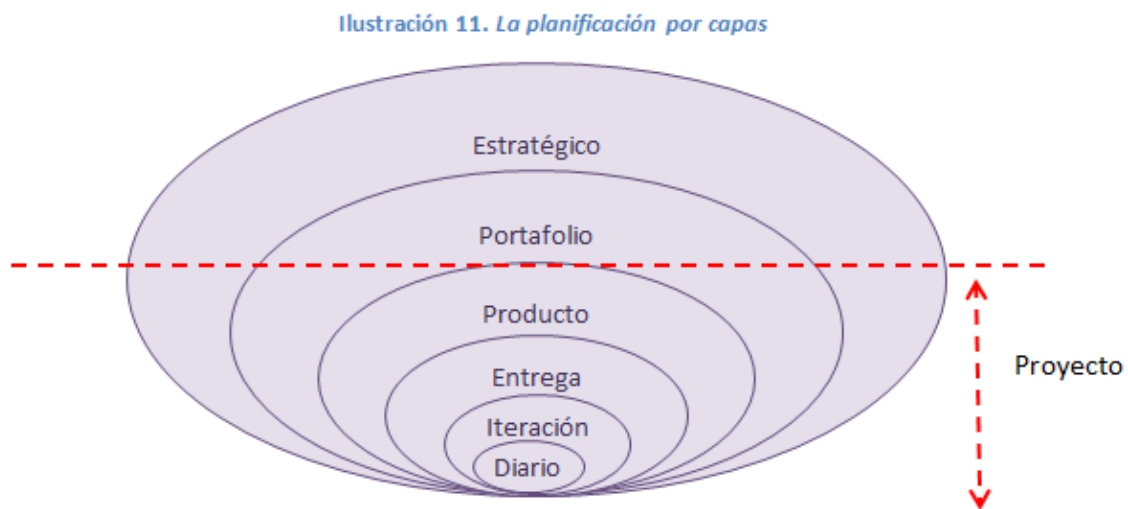 Ilustración 11. La planificación por capas
Estratégico
Portafolio
Producto
Proyecto
Entrega
Iteración
Diario